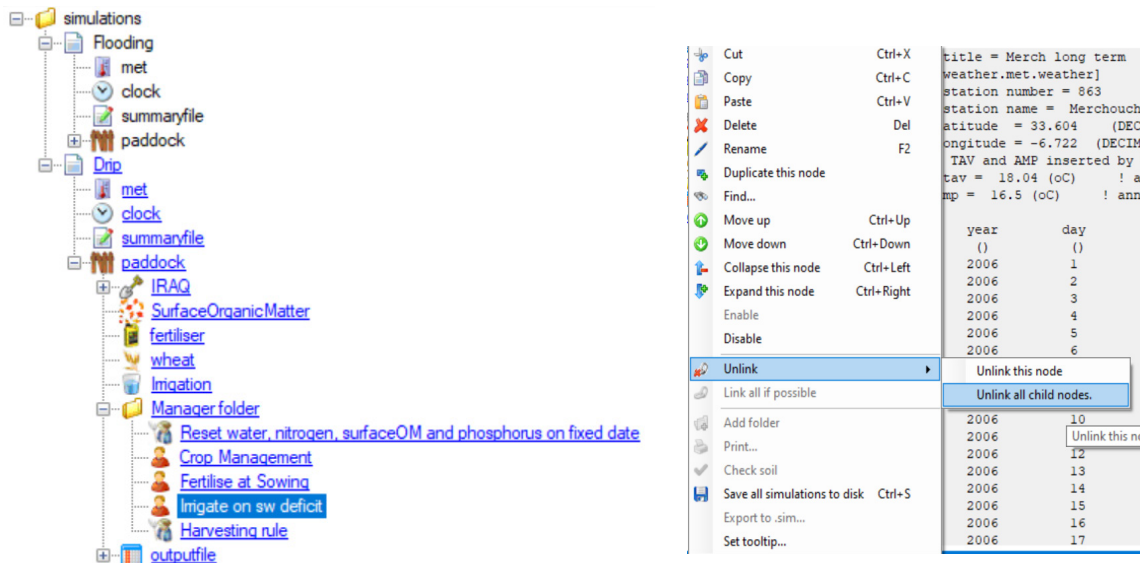 simulations
Flooding
met
clock
summaryfile
paddock
Drip
met
clock
summaryfile
paddock
IRAQ
SurfaceOrganicMatter
fertiliser
wheat
Irrigation
Manager folder
Reset water, nitrogen, surfaceOM and phosphorus on fixed date
Crop Management
Fertilise at Sowing
Irrigate on sw deficit
Harvesting rule
outputfile
Cut Ctrl+X
Copy Ctrl+C
Paste Ctrl+V
Delete Del
Rename F2
Duplicate this node
Find...
Move up Ctrl+Up
Move down Ctrl+Down
Collapse this node Ctrl+Left
Expand this node Ctrl+Right
Enable
Disable
Unlink
Link all if possible
Add folder
Print...
Check soil
Save all simulations to disk Ctrl+S
Export to .sim...
Set tooltip...
Unlink this node
Unlink all child nodes.
Unlink this no
title = Merch long term
weather.met.weather]
station number = 863
station name = Merchouch
atitude = 33.604 (DEC
ongitude = -6.722 (DECIM
TAV and AMP inserted by
tav = 18.04 (oC) ! a
mp = 16.5 (oC) ! ann
year day
() ()
2006 1
2006 2
2006 3
2006 4
2006 5
2006 6
2006 10
2006
2006 12
2006 13
2006 14
2006 15
2006 16
2006 17